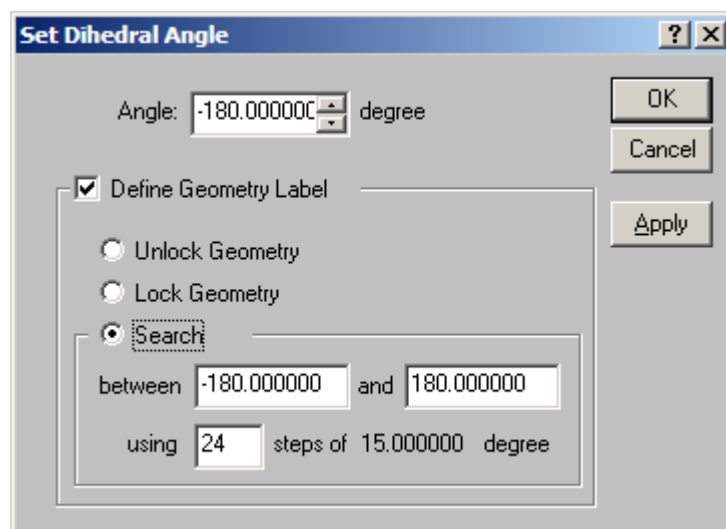 Set Dihedral Angle
Angle: -180.000000 degree
OK
Cancel
Define Geometry Label
Apply
Unlock Geometry
Lock Geometry
Search
between -180.000000 and 180.000000
using 24 steps of 15.000000 degree